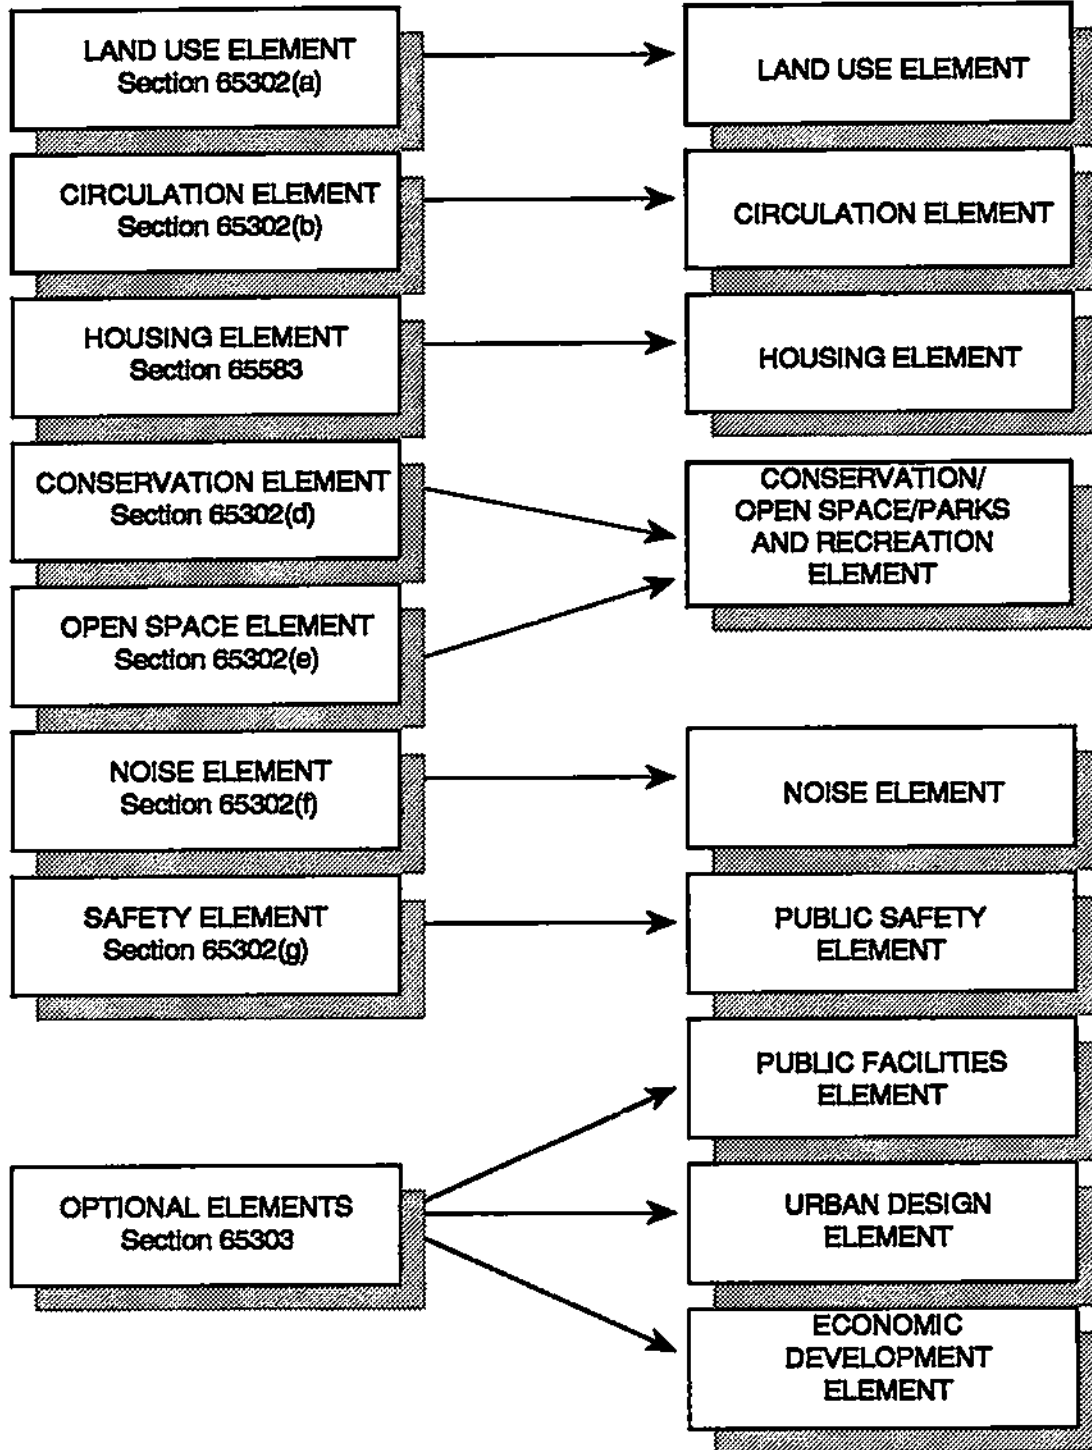 LAND USE ELEMENT
Section 65302(a)
LAND USE ELEMENT
CIRCULATION ELEMENT
Section 65302(b)
CIRCULATION ELEMENT
HOUSING ELEMENT
Section 65583
HOUSING ELEMENT
CONSERVATION ELEMENT
Section 65302(d)
CONSERVATION/
OPEN SPACE/PARKS
AND RECREATION
ELEMENT
OPEN SPACE ELEMENT
Section 65302(e)
NOISE ELEMENT
Section 65302(f)
NOISE ELEMENT
SAFETY ELEMENT
Section 65302(g)
PUBLIC SAFETY
ELEMENT
PUBLIC FACILITIES
ELEMENT
OPTIONAL ELEMENTS
Section 65303
URBAN DESIGN
ELEMENT
ECONOMIC
DEVELOPMENT
ELEMENT